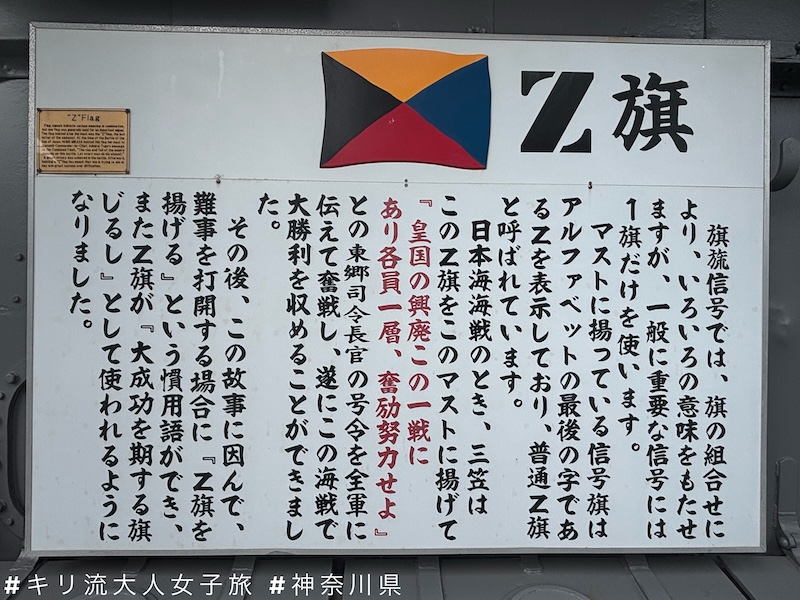 Z旗
"Z"Flag
旗旒信号では、旗の組合せに
より、いろいろの意味をもたせ
ますが、一般に重要な信号には
1旗だけを使います。
マストに揚っている信号旗は
アルファベットの最後の字であ
るZを表示しており、普通Z旗
と呼ばれています。
日本海海戦のとき、三笠は
このZ旗をこのマストに揚げて
『皇国の興廃この一戦に
あり各員一層、奮励努力せよ』
との東郷司令長官の号令を全軍に
伝えて奮戦し、遂にこの海戦で
大勝利を収めることができまし
た。
その後、この故事に因んで、
難事を打開する場合に『Z旗を
揚げる』という慣用語ができ、
またZ旗が『大成功を期する旗
じるし』として使われるように
なりました。
#キリ流大人女子旅 #神奈川県